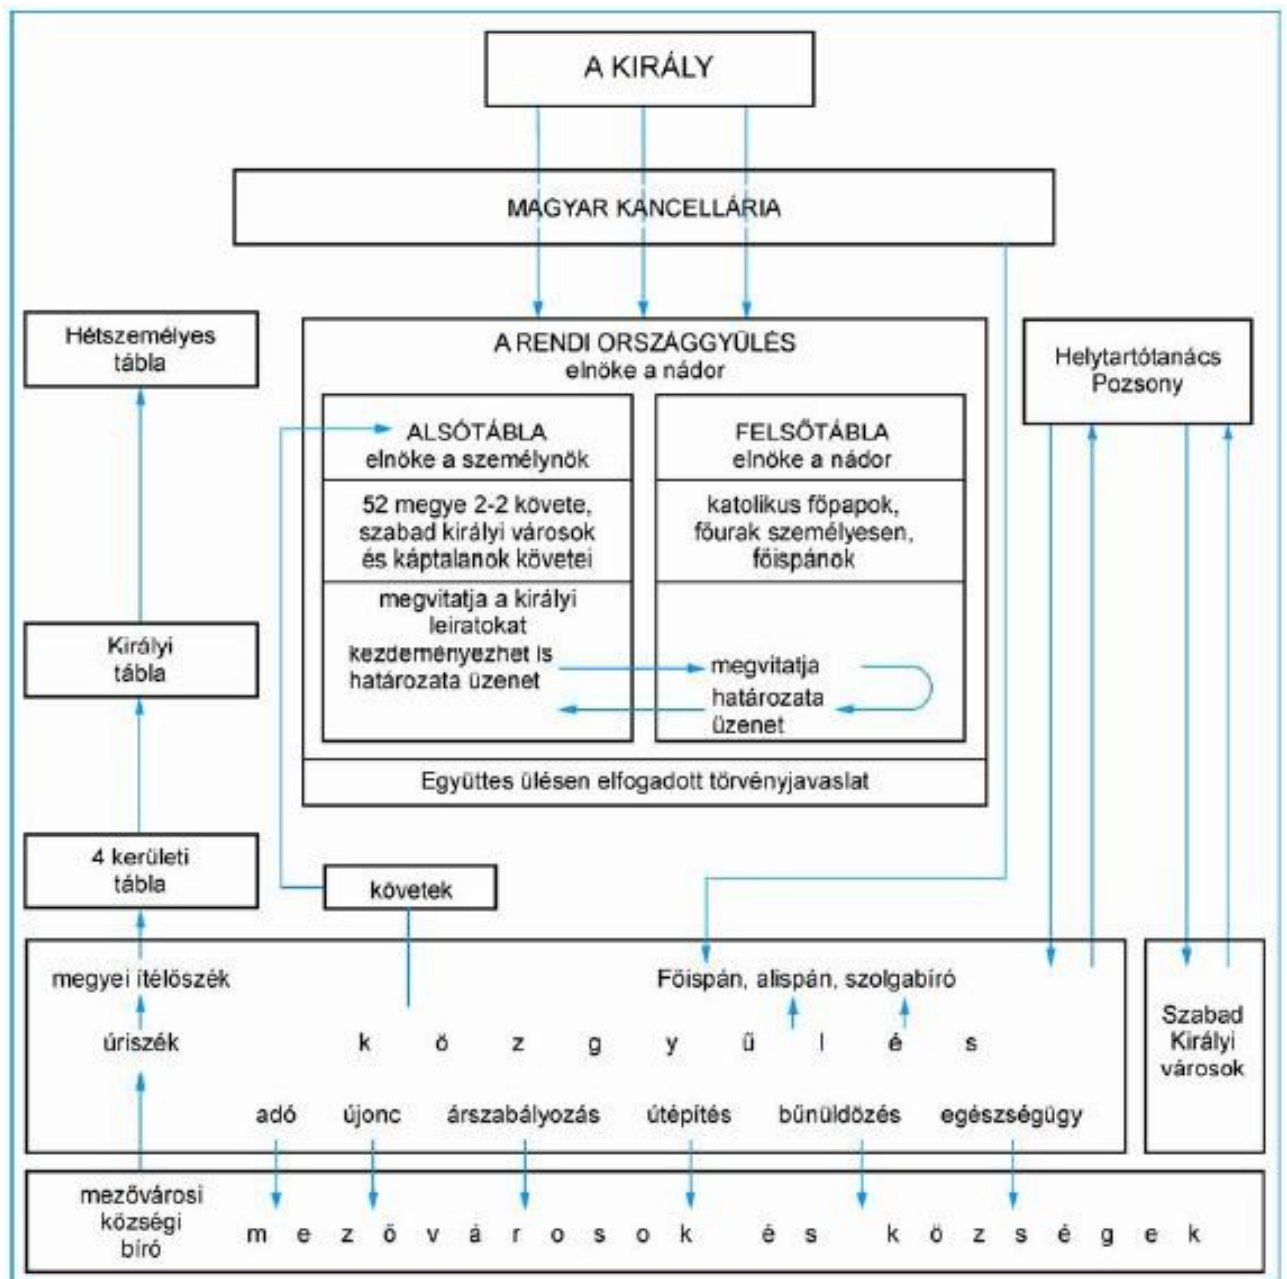 A KIRÁLY
MAGYAR KANCELLÁRIA
Hétszemélyes
tábla
A RENDI ORSZÁGGYŰLÉS
elnöke a nádor
Helytartótanács
Pozsony
ALSÓTÁBLA
elnöke a személynök
FELSŐTÁBLA
elnöke a nádor
52 megye 2-2 követe,
szabad királyi városok
és káptalanok követei
katolikus főpapok,
főurak személyesen,
főispánok
megvitatja a királyi
leiratokat
kezdeményezhet is
határozata üzenet
megvitatja
határozata
üzenet
Királyi
tábla
Együttes ülésen elfogadott törvényjavaslat
4 kerületi
tábla
követek
megyei ítélőszék
Főispán, alispán, szolgabíró
úriszék
k ö z g y ű l é s
Szabad
Királyi
városok
adó újonc árszabályozás útépítés bűnüldözés egészségügy
mezővárosi
községi
bíró
m e z ő v á r o s o k é s k ö z s é g e k